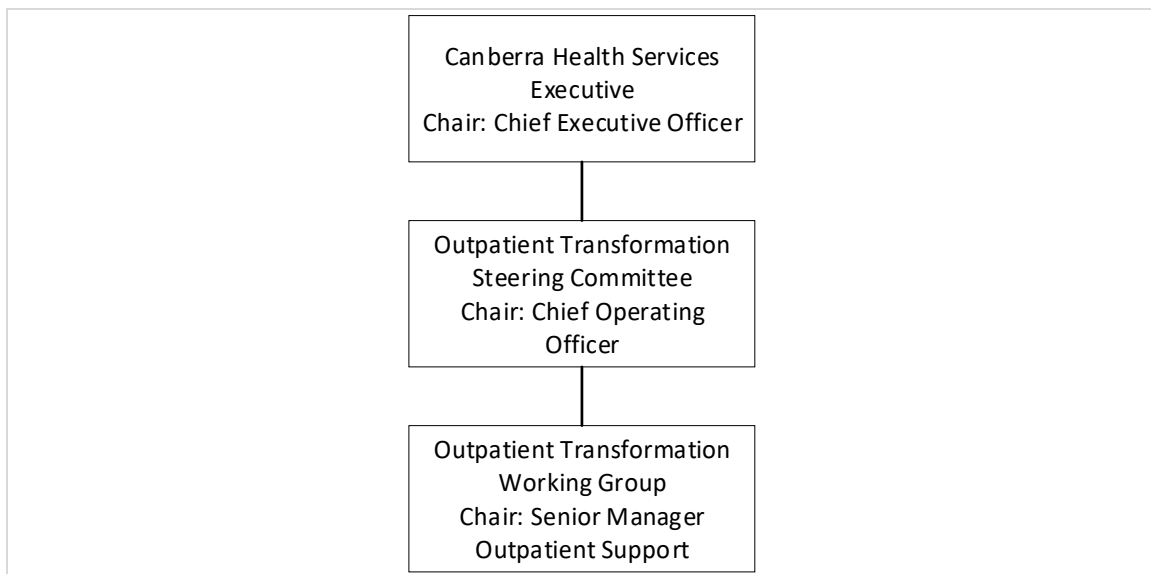 Canberra Health Services
Executive
Chair: Chief Executive Officer
Outpatient Transformation
Steering Committee
Chair: Chief Operating
Officer
Outpatient Transformation
Working Group
Chair: Senior Manager
Outpatient Support